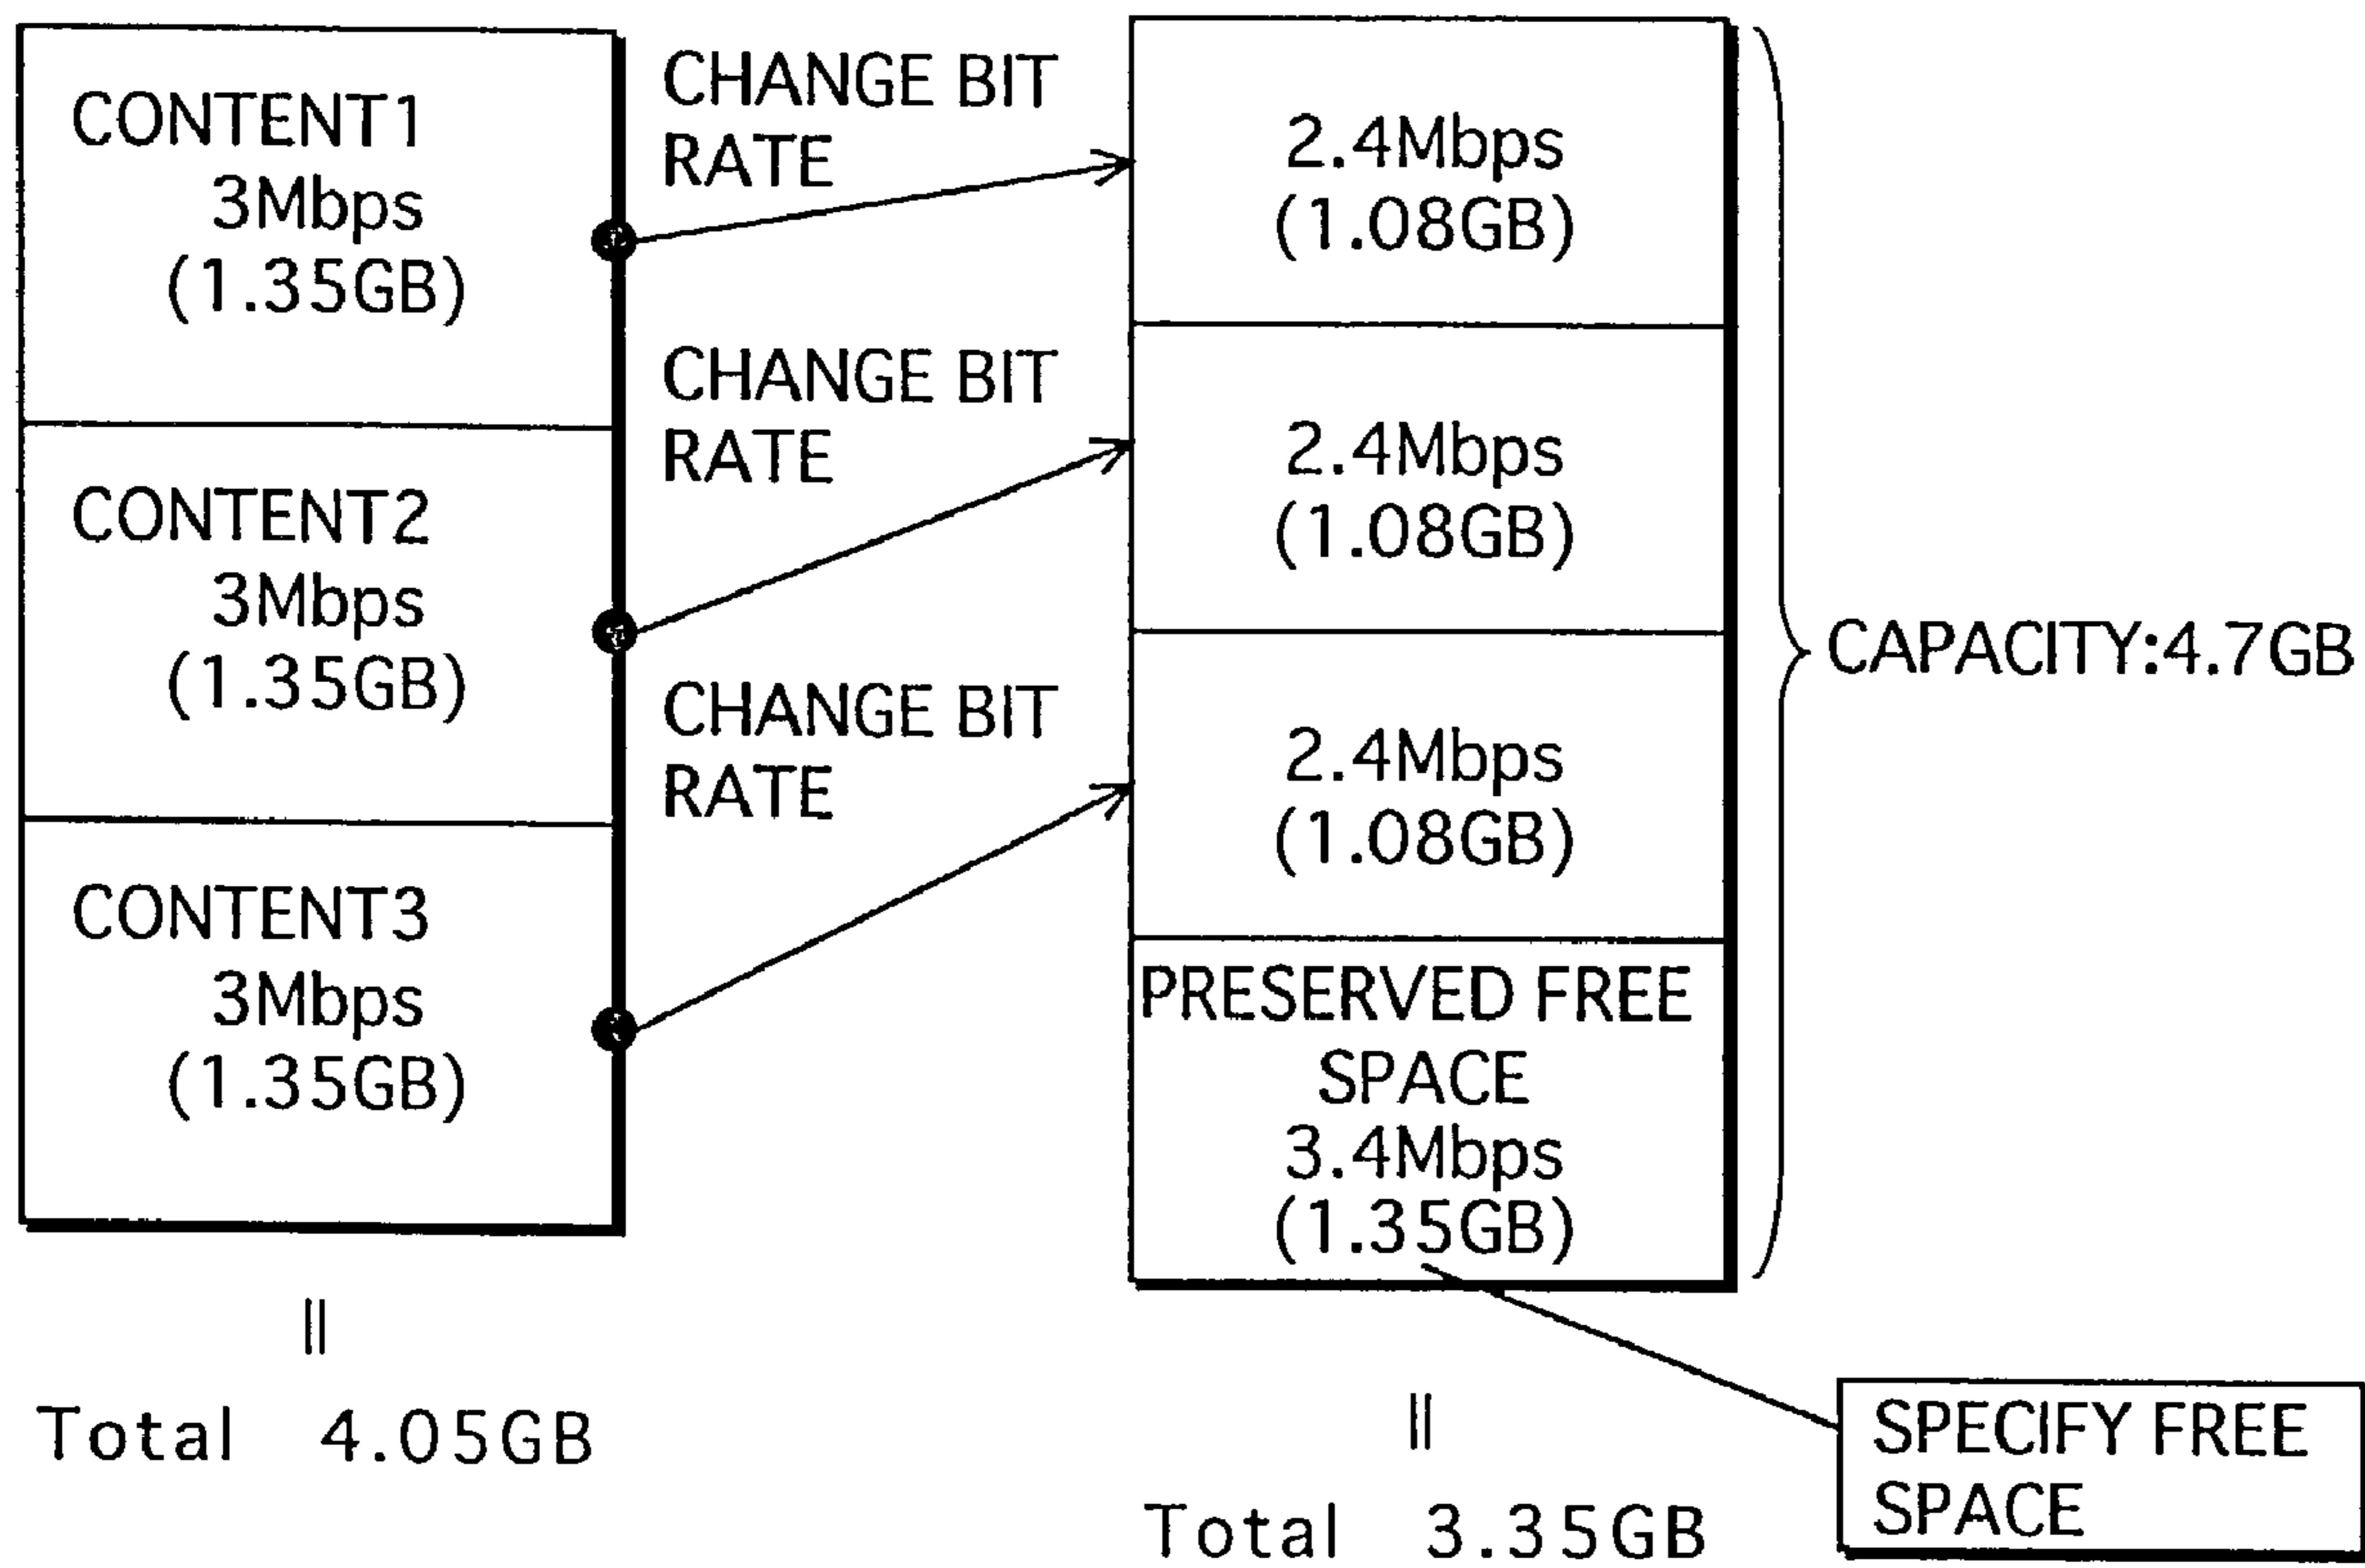 CONTENT1
3Mbps
(1.35GB)
CONTENT2
3Mbps
(1.35GB)
CONTENT3
3Mbps
(1.35GB)
||
Total 4.05GB
CHANGE BIT
RATE
CHANGE BIT
RATE
CHANGE BIT
RATE
2.4Mbps
(1.08GB)
2.4Mbps
(1.08GB)
2.4Mbps
(1.08GB)
PRESERVED FREE
SPACE
3.4Mbps
(1.35GB)
||
Total 3.35GB
CAPACITY:4.7GB
SPECIFY FREE
SPACE